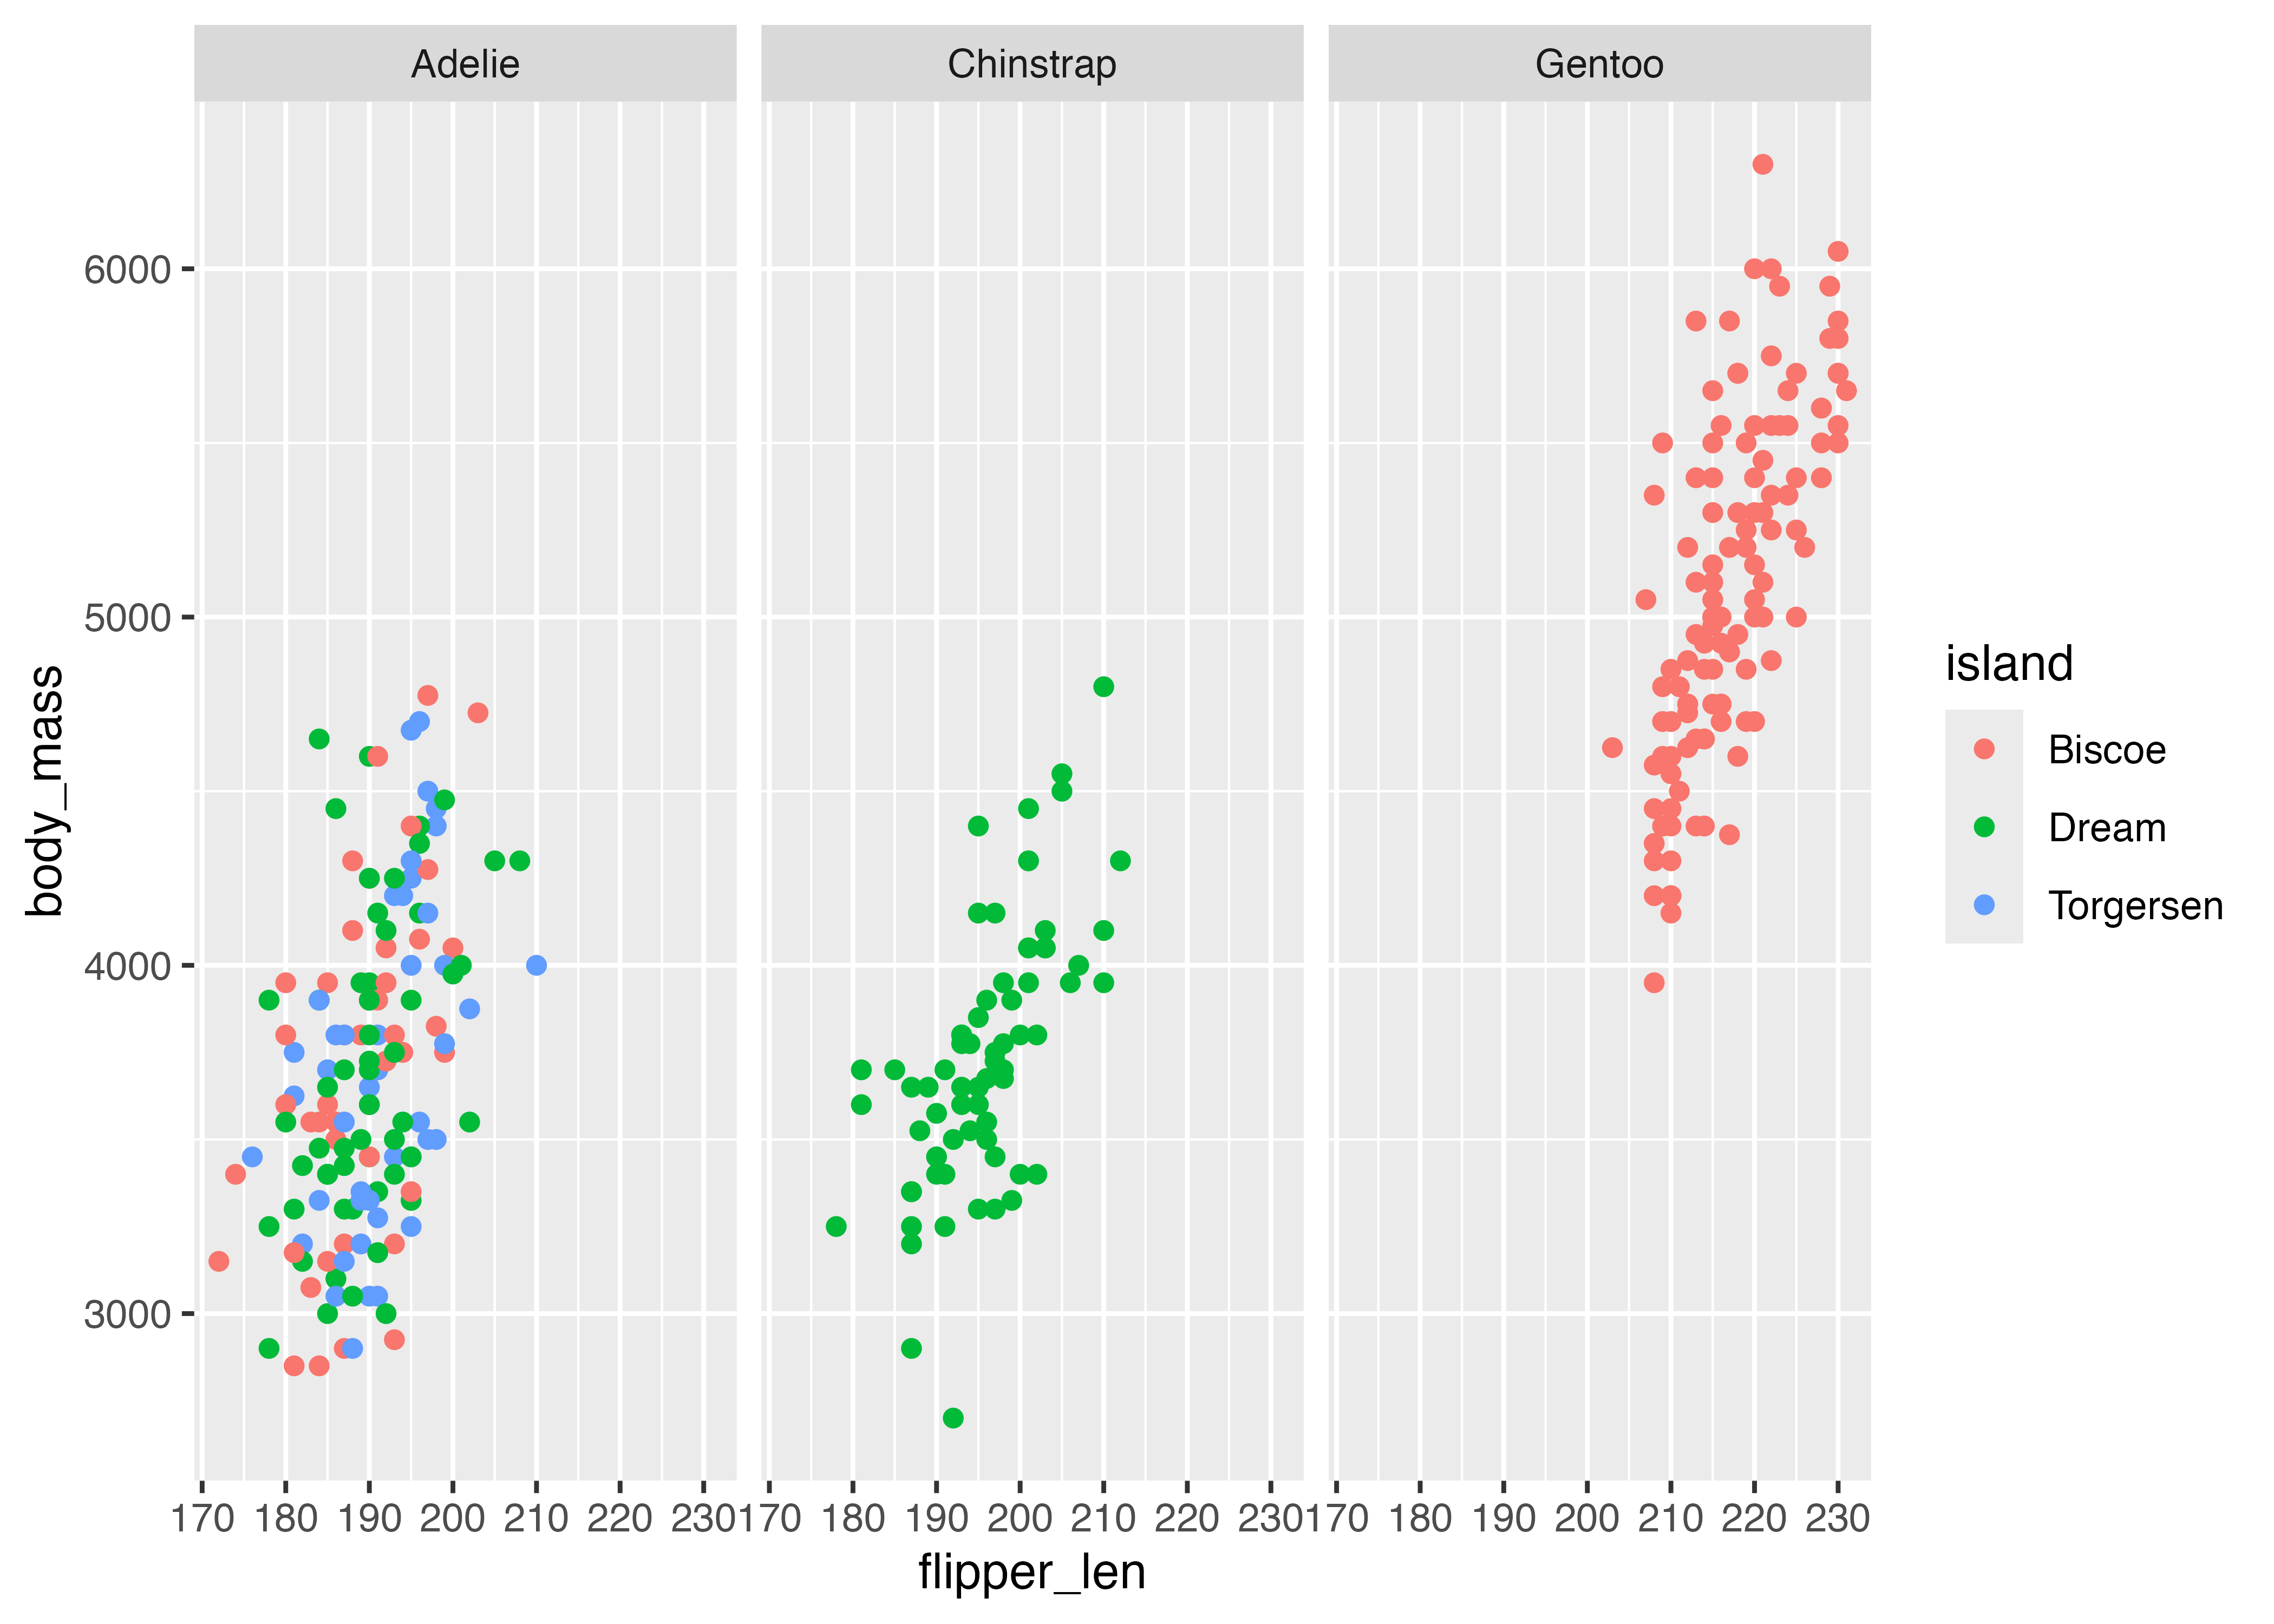 Adelie Chinstrap Gentoo
6000
5000
4000
3000
body_mass
170 180 190 200 210 220 230 170 180 190 200 210 220 230 170 180 190 200 210 220 230
flipper_len
island
Biscoe
Dream
Torgersen